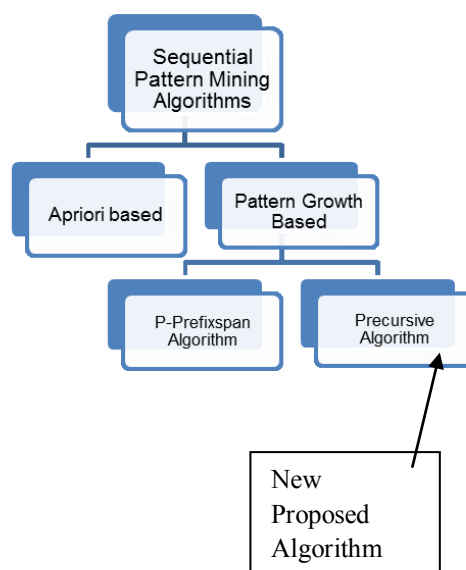 Sequential
Pattern Mining
Algorithms
Apriori based
Pattern Growth
Based
P-Prefixspan
Algorithm
Precursive
Algorithm
New
Proposed
Algorithm